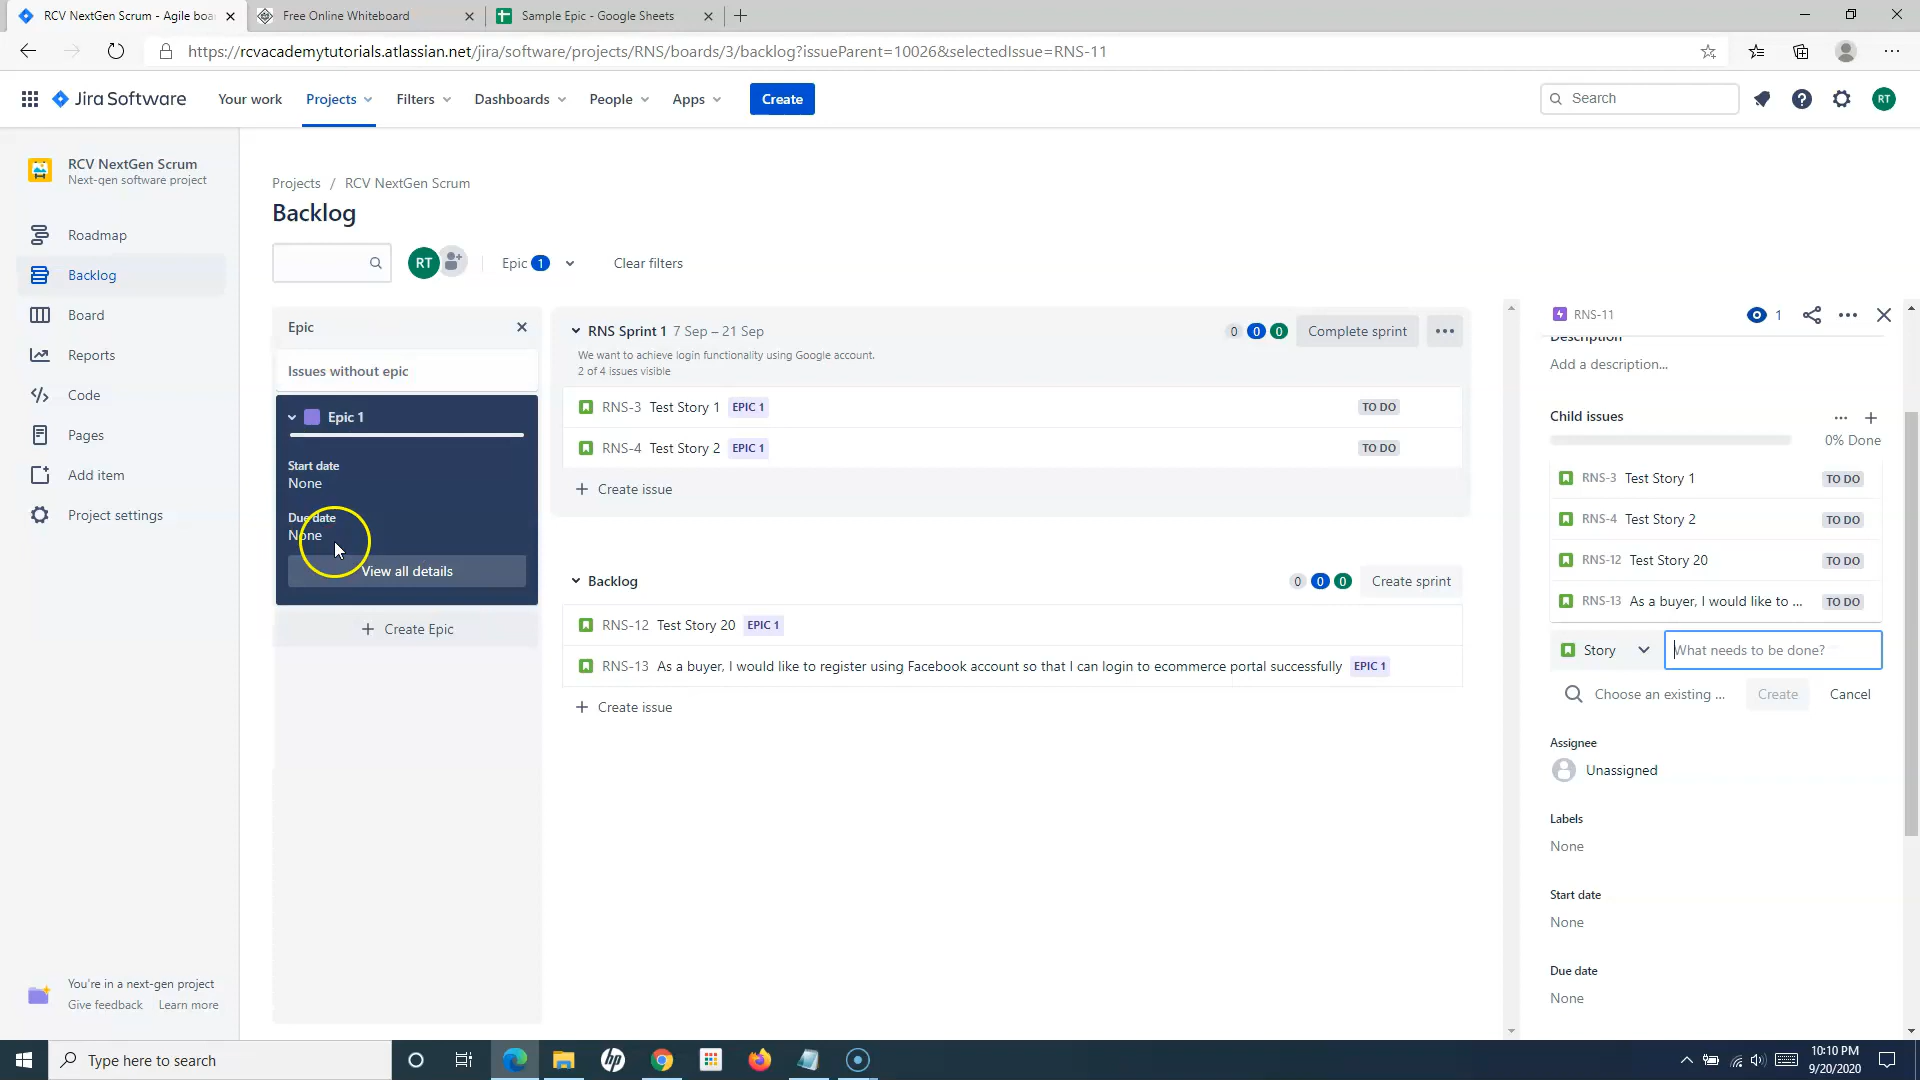 RCV NextGen Scrum - Agile boa
Free Online Whiteboard
Sample Epic - Google Sheets
https://rcvacademytutorials.atlassian.net/jira/software/projects/RNS/boards/3/backlog?issueParent=10026&selectedIssue=RNS-11
Jira Software
Your work
Projects
Filters
Dashboards
People
Apps
Create
Search
RT
RCV NextGen Scrum
Next-gen software project
Roadmap
Backlog
Board
Reports
Code
Pages
Add item
Project settings
You're in a next-gen project
Give feedback Learn more
Projects / RCV NextGen Scrum
Backlog
RT
Epic 1
Clear filters
Epic
Issues without epic
Epic 1
Start date
None
Due date
None
View all details
+ Create Epic
RNS Sprint 1 7 Sep – 21 Sep
0 0 0 Complete sprint
We want to achieve login functionality using Google account.
2 of 4 issues visible
RNS-3 Test Story 1 EPIC 1 TO DO
RNS-4 Test Story 2 EPIC 1 TO DO
+ Create issue
Backlog 0 0 0 Create sprint
RNS-12 Test Story 20 EPIC 1
RNS-13 As a buyer, I would like to register using Facebook account so that I can login to ecommerce portal successfully EPIC 1
+ Create issue
RNS-11
1
Description
Add a description...
Child issues
0% Done
RNS-3 Test Story 1 TO DO
RNS-4 Test Story 2 TO DO
RNS-12 Test Story 20 TO DO
RNS-13 As a buyer, I would like to ... TO DO
Story What needs to be done?
Choose an existing ... Create Cancel
Assignee
Unassigned
Labels
None
Start date
None
Due date
None
Type here to search
hp
10:10 PM
9/20/2020